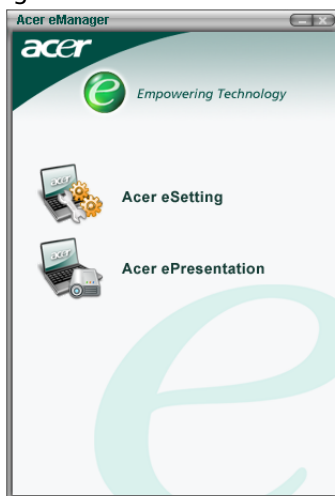 Acer eManager
acer
e Empowering Technology
Acer eSetting
Acer ePresentation
e